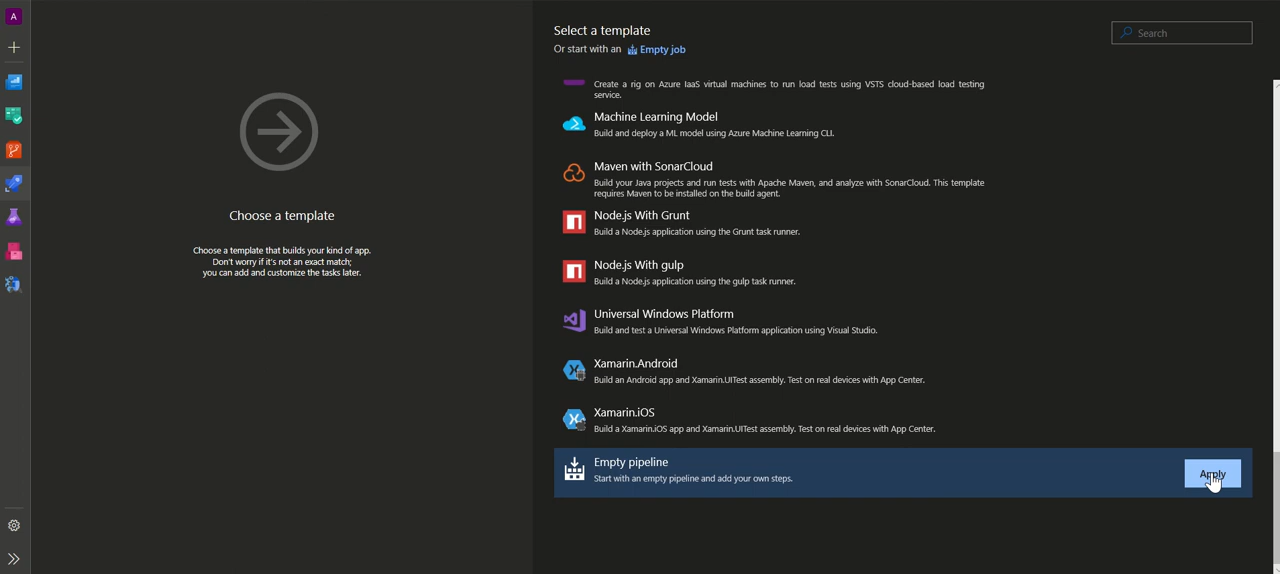 A
Choose a template
Choose a template that builds your kind of app.
Don't worry if it's not an exact match;
you can add and customize the tasks later.
Select a template
Or start with an Empty job
Search
Create a rig on Azure IaaS virtual machines to run load tests using VSTS cloud-based load testing
service.
Machine Learning Model
Build and deploy a ML model using Azure Machine Learning CLI.
Maven with SonarCloud
Build your Java projects and run tests with Apache Maven, and analyze with SonarCloud. This template
requires Maven to be installed on the build agent.
Node.js With Grunt
Build a Node.js application using the Grunt task runner.
Node.js With gulp
Build a Node.js application using the gulp task runner.
Universal Windows Platform
Build and test a Universal Windows Platform application using Visual Studio.
Xamarin.Android
Build an Android app and Xamarin.UITest assembly. Test on real devices with App Center.
Xamarin.iOS
Build a Xamarin.iOS app and Xamarin.UITest assembly. Test on real devices with App Center.
Empty pipeline
Start with an empty pipeline and add your own steps.
Apply